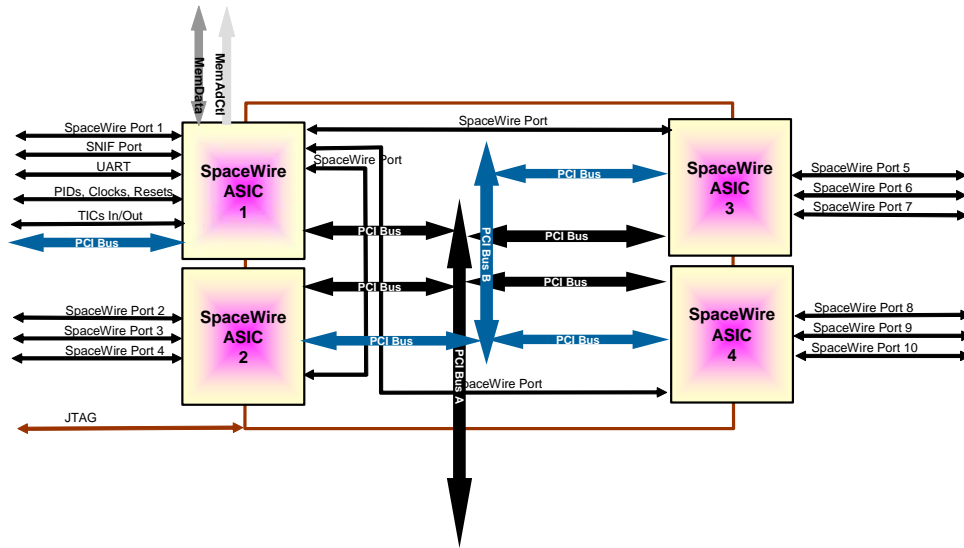 MemData
MemAdCtl
SpaceWire Port 1
SNIF Port
UART
PIDs, Clocks, Resets
TICs In/Out
PCI Bus
SpaceWire
ASIC
1
SpaceWire Port
SpaceWire Port
PCI Bus
PCI Bus
PCI Bus
PCI Bus B
SpaceWire
ASIC
3
SpaceWire Port 5
SpaceWire Port 6
SpaceWire Port 7
SpaceWire Port 2
SpaceWire Port 3
SpaceWire Port 4
SpaceWire
ASIC
2
PCI Bus
PCI Bus
PCI Bus
PCI Bus
PCI Bus A
SpaceWire Port
SpaceWire
ASIC
4
SpaceWire Port 8
SpaceWire Port 9
SpaceWire Port 10
JTAG